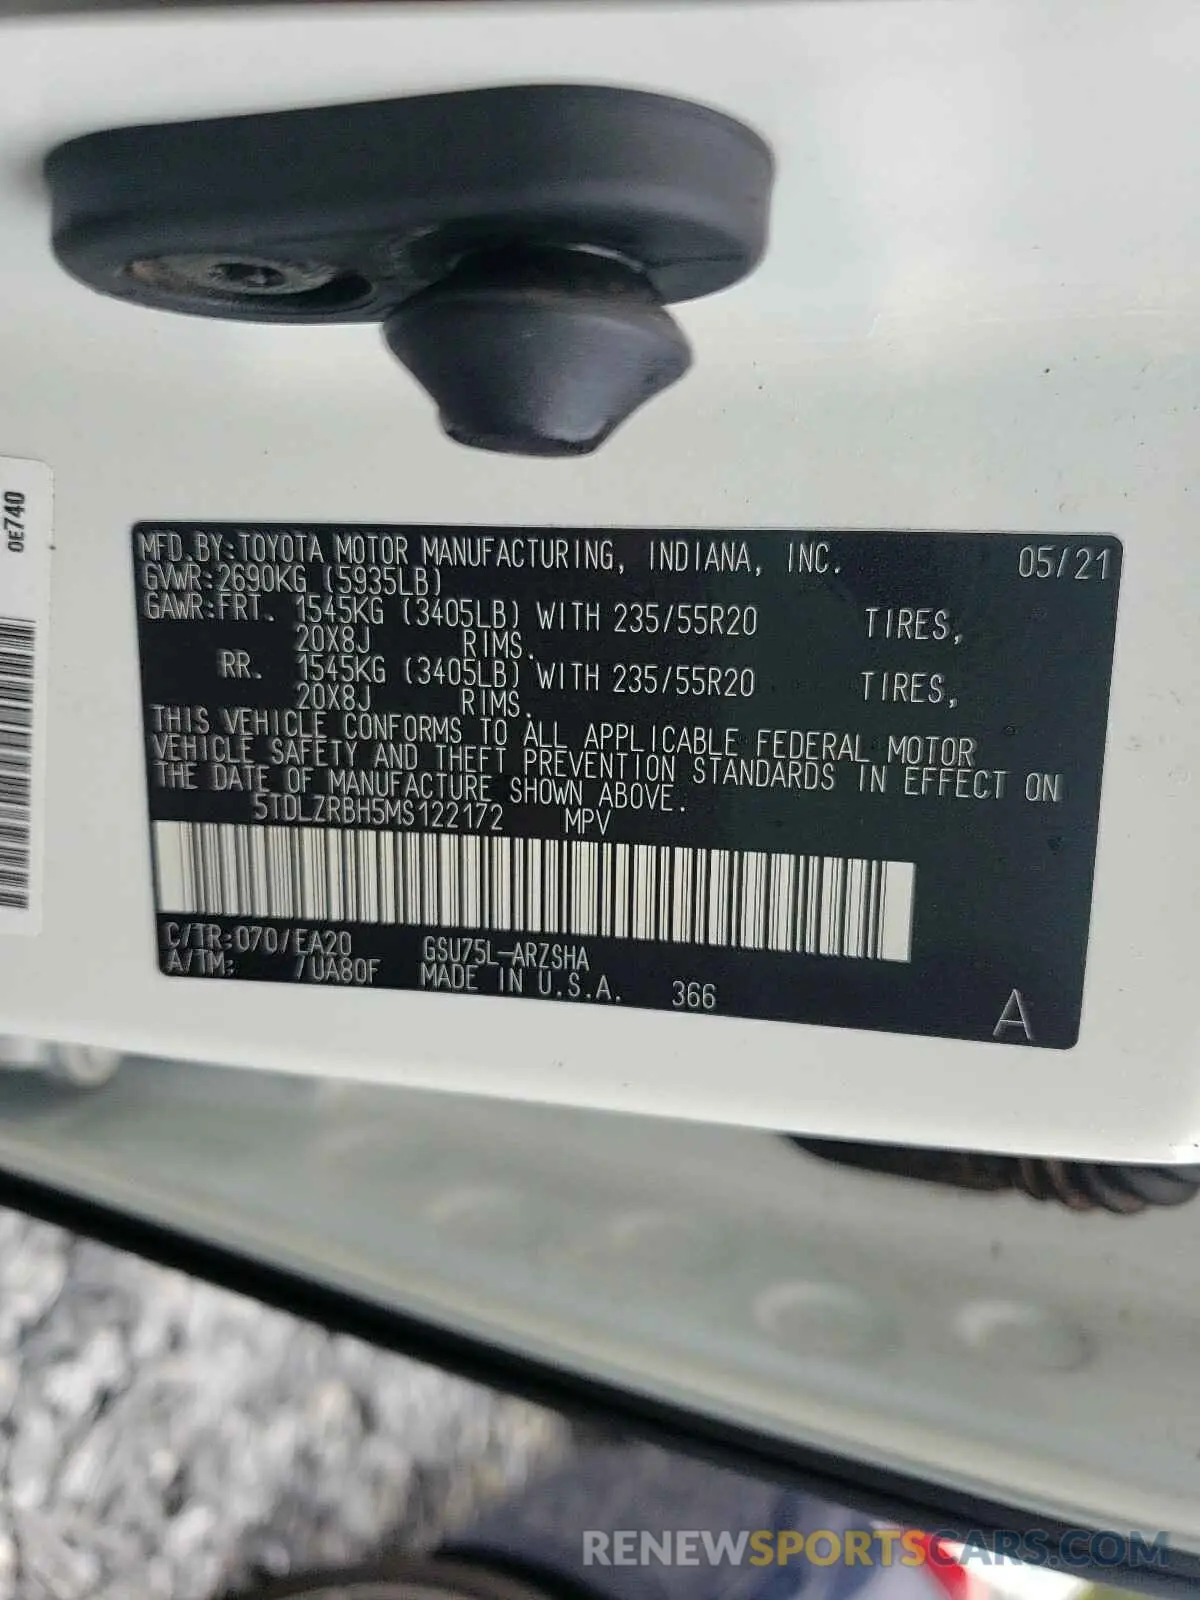 0E740
MFD.BY:TOYOTA MOTOR MANUFACTURING, INDIANA, INC. 05/21
GVWR:2690KG (5935LB)
GAWR:FRT. 1545KG (3405LB) WITH 235/55R20 TIRES,
20X8J RIMS.
RR. 1545KG (3405LB) WITH 235/55R20 TIRES,
20X8J RIMS.
THIS VEHICLE CONFORMS TO ALL APPLICABLE FEDERAL MOTOR
VEHICLE SAFETY AND THEFT PREVENTION STANDARDS IN EFFECT ON
THE DATE OF MANUFACTURE SHOWN ABOVE.
5TDLZRBH5MS122172 MPV
C/TR:070/EA20 GSU75L-ARZSHA
A/TM: /UA80F MADE IN U.S.A. 366
A
RENEWSPORTSCARS.COM